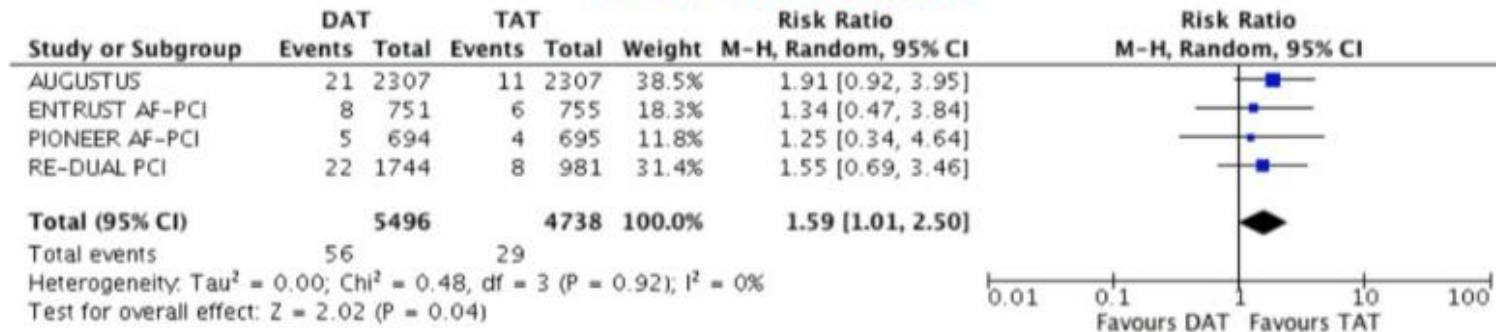 DAT TAT Risk Ratio Risk Ratio
Study or Subgroup Events Total Events Total Weight M-H, Random, 95% CI M-H, Random, 95% CI
AUGUSTUS 21 2307 11 2307 38.5% 1.91 [0.92, 3.95]
ENTRUST AF-PCI 8 751 6 755 18.3% 1.34 [0.47, 3.84]
PIONEER AF-PCI 5 694 4 695 11.8% 1.25 [0.34, 4.64]
RE-DUAL PCI 22 1744 8 981 31.4% 1.55 [0.69, 3.46]
Total (95% CI) 5496 4738 100.0% 1.59 [1.01, 2.50]
Total events 56 29
Heterogeneity: Tau² = 0.00; Chi² = 0.48, df = 3 (P = 0.92); I² = 0%
Test for overall effect: Z = 2.02 (P = 0.04)
0.01 0.1 1 10 100
Favours DAT Favours TAT